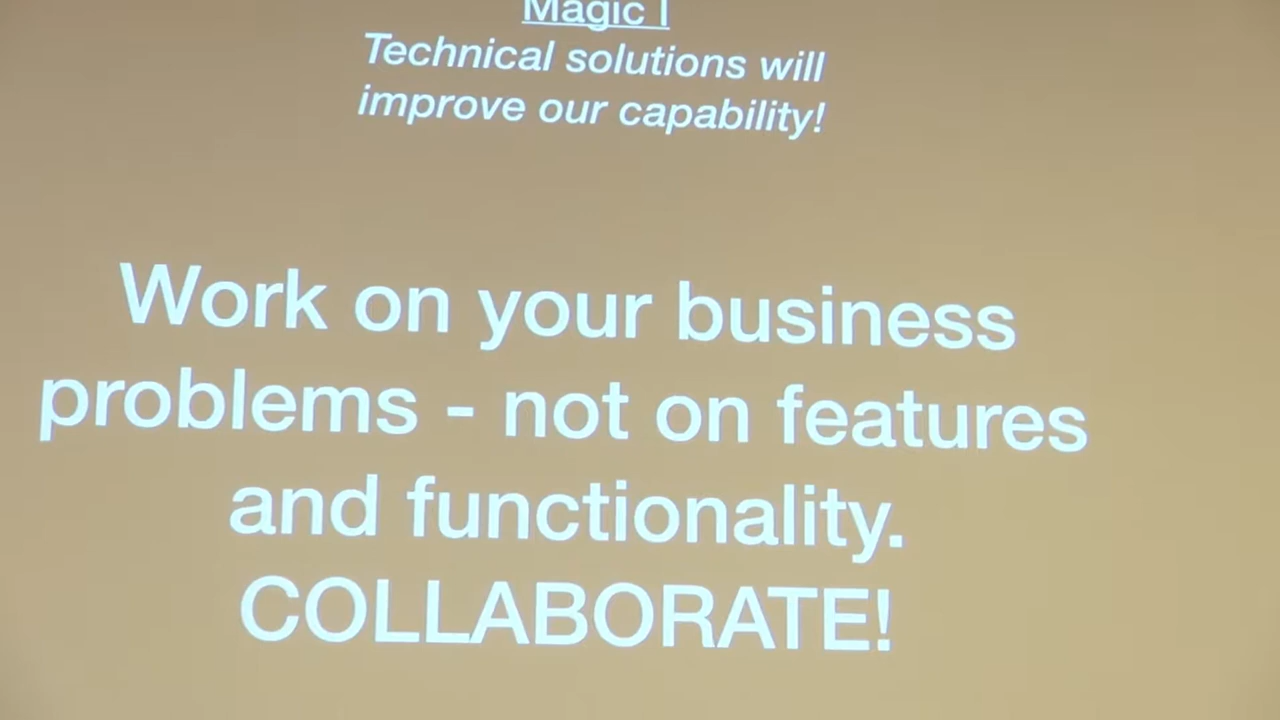 Magic I
Technical solutions will
improve our capability!
Work on your business
problems - not on features
and functionality.
COLLABORATE!